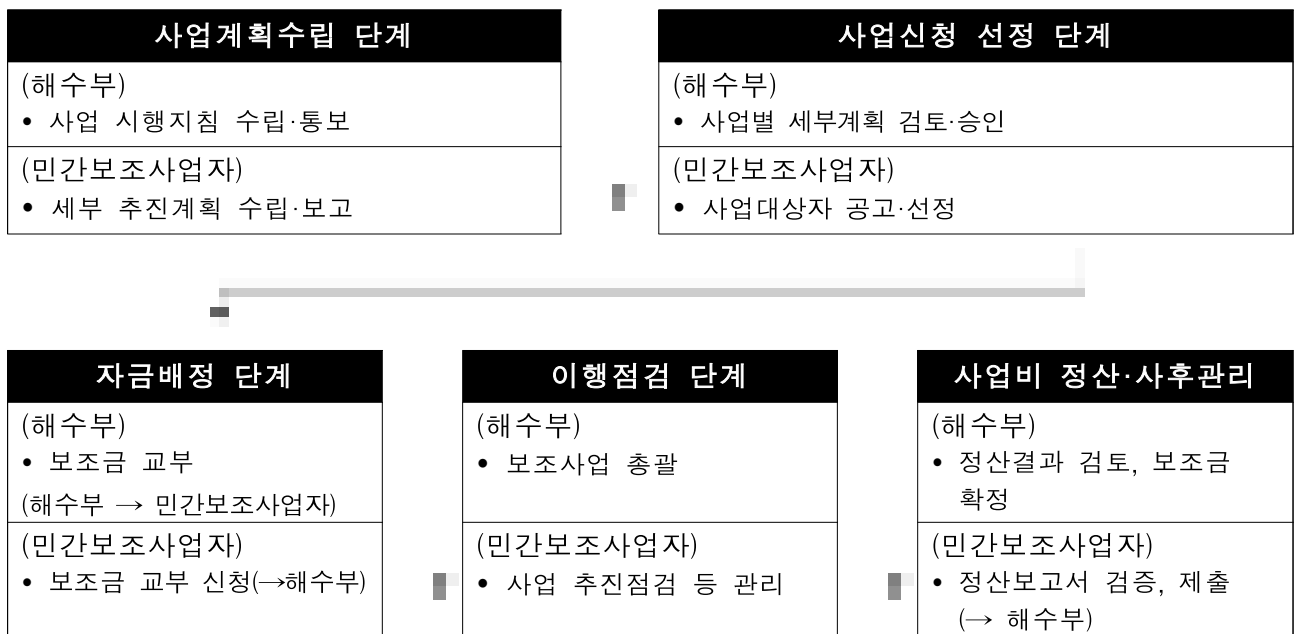 사업계획수립 단계
(해수부)
• 사업 시행지침 수립·통보
(민간보조사업자)
• 세부 추진계획 수립·보고
사업신청 선정 단계
(해수부)
• 사업별 세부계획 검토·승인
(민간보조사업자)
• 사업대상자 공고·선정
자금배정 단계
(해수부)
• 보조금 교부
(해수부 → 민간보조사업자)
(민간보조사업자)
• 보조금 교부 신청(→해수부)
이행점검 단계
(해수부)
• 보조사업 총괄
(민간보조사업자)
• 사업 추진점검 등 관리
사업비 정산·사후관리
(해수부)
• 정산결과 검토, 보조금
확정
(민간보조사업자)
• 정산보고서 검증, 제출
(→ 해수부)